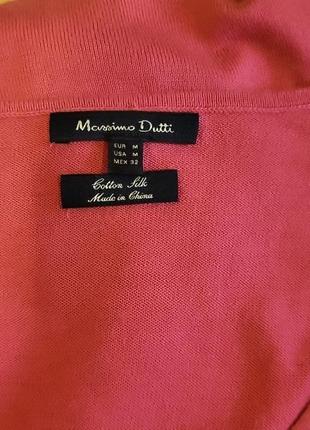 Massimo Dutti
EUR M
USA M
MEX 32
Cotton Silk
Made in China